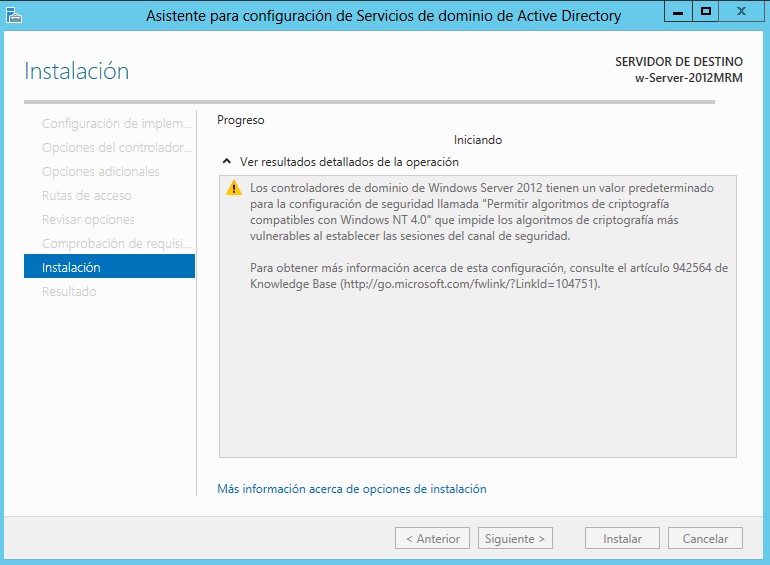 Asistente para configuración de Servicios de dominio de Active Directory
Instalación
SERVIDOR DE DESTINO
w-Server-2012MRM
Configuración de implem...
Opciones del controlador...
Opciones adicionales
Rutas de acceso
Revisar opciones
Comprobación de requisi...
Instalación
Resultado
Progreso
Iniciando
Ver resultados detallados de la operación
Los controladores de dominio de Windows Server 2012 tienen un valor predeterminado
para la configuración de seguridad llamada "Permitir algoritmos de criptografía
compatibles con Windows NT 4.0" que impide los algoritmos de criptografía más
vulnerables al establecer las sesiones del canal de seguridad.
Para obtener más información acerca de esta configuración, consulte el artículo 942564 de
Knowledge Base (http://go.microsoft.com/fwlink/?LinkId=104751).
Más información acerca de opciones de instalación
< Anterior
Siguiente >
Instalar
Cancelar